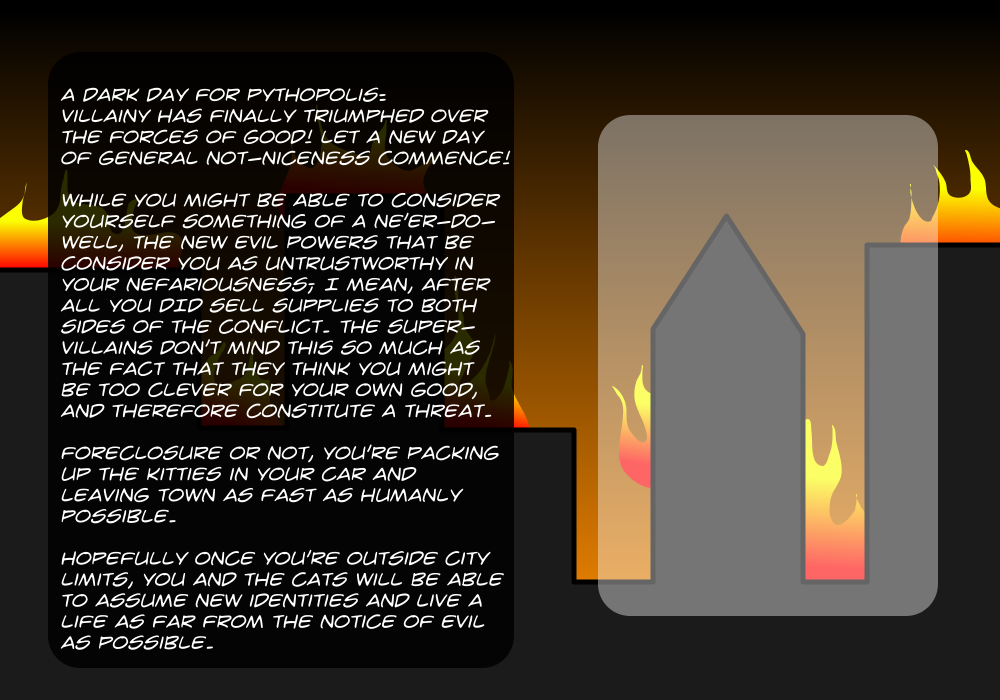 A DARK DAY FOR PYTHOPOLIS:
VILLAINY HAS FINALLY TRIUMPHED OVER
THE FORCES OF GOOD! LET A NEW DAY
OF GENERAL NOT-NICENESS COMMENCE!
WHILE YOU MIGHT BE ABLE TO CONSIDER
YOURSELF SOMETHING OF A NE'ER-DO-
WELL, THE NEW EVIL POWERS THAT BE
CONSIDER YOU AS UNTRUSTWORTHY IN
YOUR NEFARIOUSNESS; I MEAN, AFTER
ALL YOU DID SELL SUPPLIES TO BOTH
SIDES OF THE CONFLICT. THE SUPER-
VILLAINS DON'T MIND THIS SO MUCH AS
THE FACT THAT THEY THINK YOU MIGHT
BE TOO CLEVER FOR YOUR OWN GOOD,
AND THEREFORE CONSTITUTE A THREAT.
FORECLOSURE OR NOT, YOU'RE PACKING
UP THE KITTIES IN YOUR CAR AND
LEAVING TOWN AS FAST AS HUMANLY
POSSIBLE.
HOPEFULLY ONCE YOU'RE OUTSIDE CITY
LIMITS, YOU AND THE CATS WILL BE ABLE
TO ASSUME NEW IDENTITIES AND LIVE A
LIFE AS FAR FROM THE NOTICE OF EVIL
AS POSSIBLE.